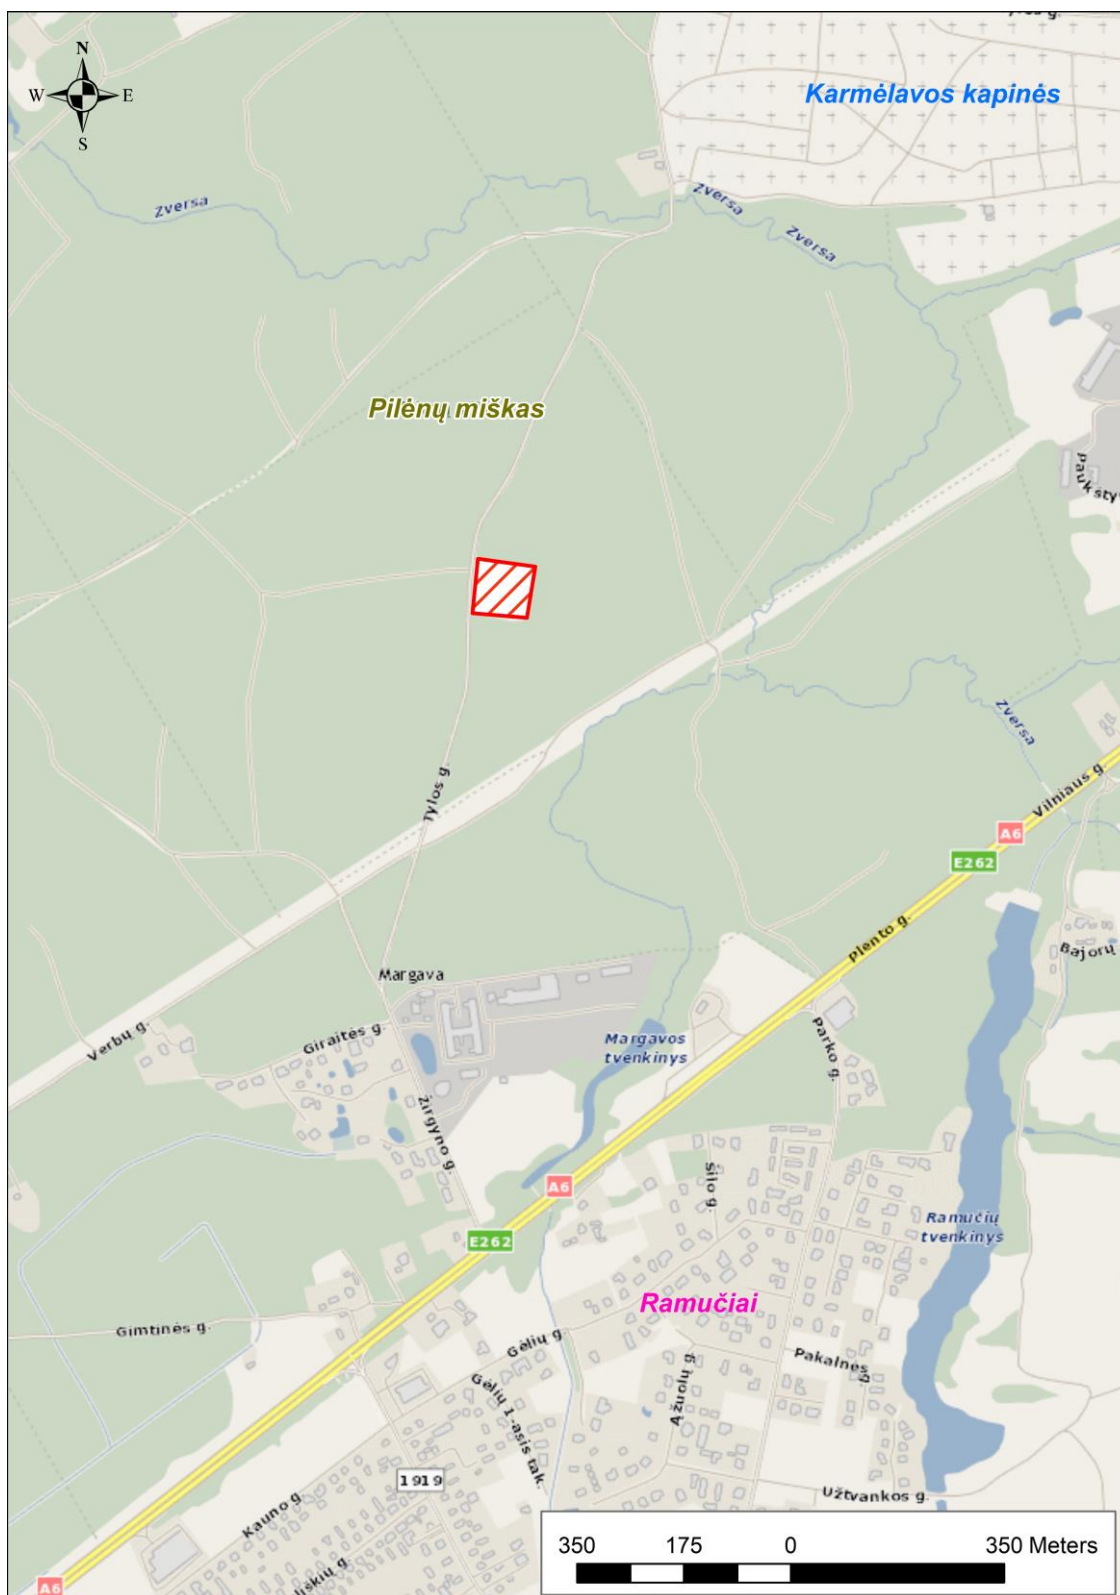 N
W E
S
Karmėlavos kapinės
Zversa
Zversa
Zversa
Pilėnų miškas
Zversa
Tylos g.
Vilniaus g.
A6
E262
Plento g.
Bajorų
Margava
Verbų g.
Giraitės g.
Margavos
tvenkinys
Parko g.
Žirgyno g.
A6
Šilo g.
E262
Ramučių
tvenkinys
Ramučiai
Gimtinės g.
Gėlių g.
Pakalnės g.
Gėlių 1-asis tak.
Ąžuolų g.
1919
Užtvankos g.
Kauno g.
A6
350 175 0 350 Meters